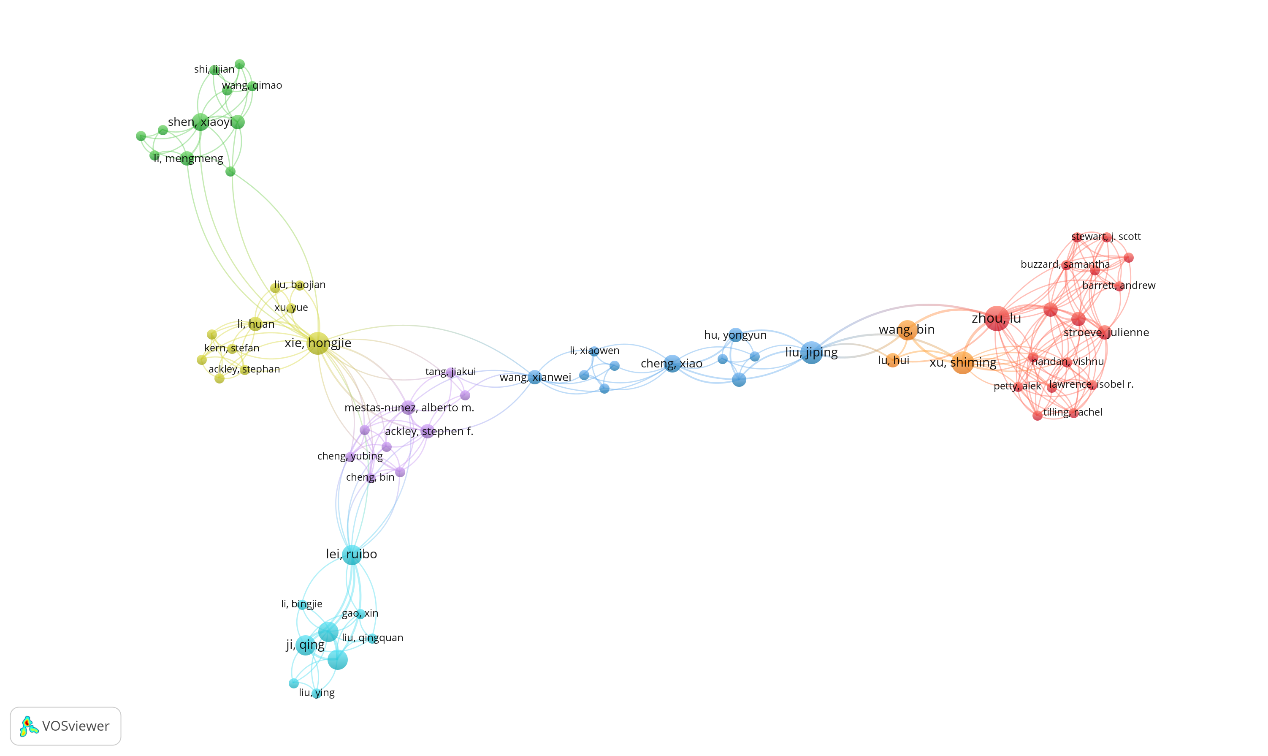 shi, lijian
wang, qimao
shen, xiaoyi
li, mengmeng
stewart, j. scott
buzzard, samantha
barrett, andrew
liu, baojian
xu, yue
li, huan
zhou, lu
wang, bin
stroeve, julienne
xie, hongjie
hu, yongyun
kern, stefan
li, xiaowen
liu, jiping
lu, hui
xu, shiming
nandan, vishnu
ackley, stephan
tang, jiakui
wang, xianwei
cheng, xiao
petty, alek
lawrence, isobel r.
mestas-nunez, alberto m.
tilling, rachel
ackley, stephen f.
cheng, yubing
cheng, bin
lei, ruibo
li, bingjie
gao, xin
ji, qing
liu, qingquan
liu, ying
VOSviewer